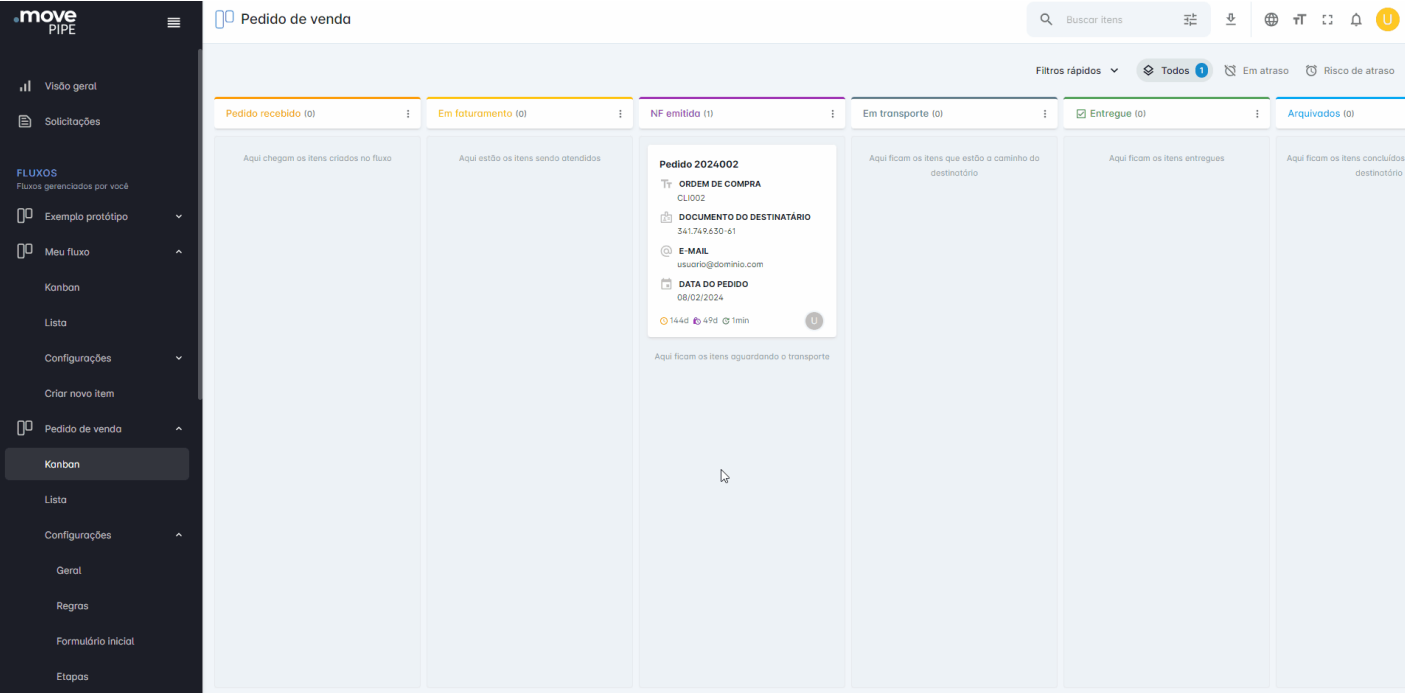 .move
PIPE
Pedido de venda
Buscar itens
U
Visão geral
Solicitações
FLUXOS
Fluxos gerenciados por você
Exemplo protótipo
Meu fluxo
Kanban
Lista
Configurações
Criar novo item
Pedido de venda
Kanban
Lista
Configurações
Geral
Regras
Formulário inicial
Etapas
Filtros rápidos
Todos 1
Em atraso
Risco de atraso
Pedido recebido (0)
Aqui chegam os itens criados no fluxo
Em faturamento (0)
Aqui estão os itens sendo atendidos
NF emitida (1)
Pedido 2024002
ORDEM DE COMPRA
CLI002
DOCUMENTO DO DESTINATÁRIO
341.749.630-61
E-MAIL
usuario@dominio.com
DATA DO PEDIDO
08/02/2024
144d 49d 1min
U
Aqui ficam os itens aguardando o transporte
Em transporte (0)
Aqui ficam os itens que estão a caminho do
destinatário
Entregue (0)
Aqui ficam os itens entregues
Arquivados (0)
Aqui ficam os itens concluídos
destinatário